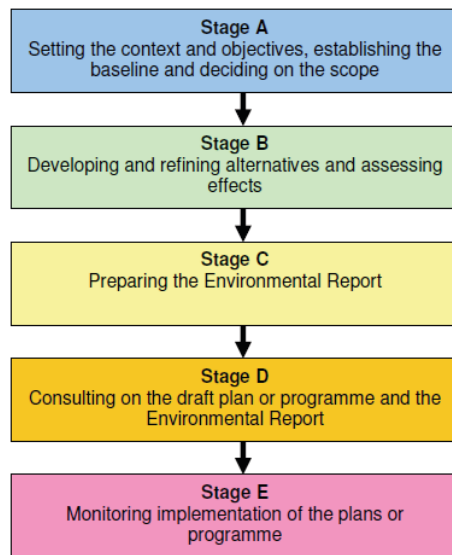 Stage A
Setting the context and objectives, establishing the
baseline and deciding on the scope
Stage B
Developing and refining alternatives and assessing
effects
Stage C
Preparing the Environmental Report
Stage D
Consulting on the draft plan or programme and the
Environmental Report
Stage E
Monitoring implementation of the plans or
programme